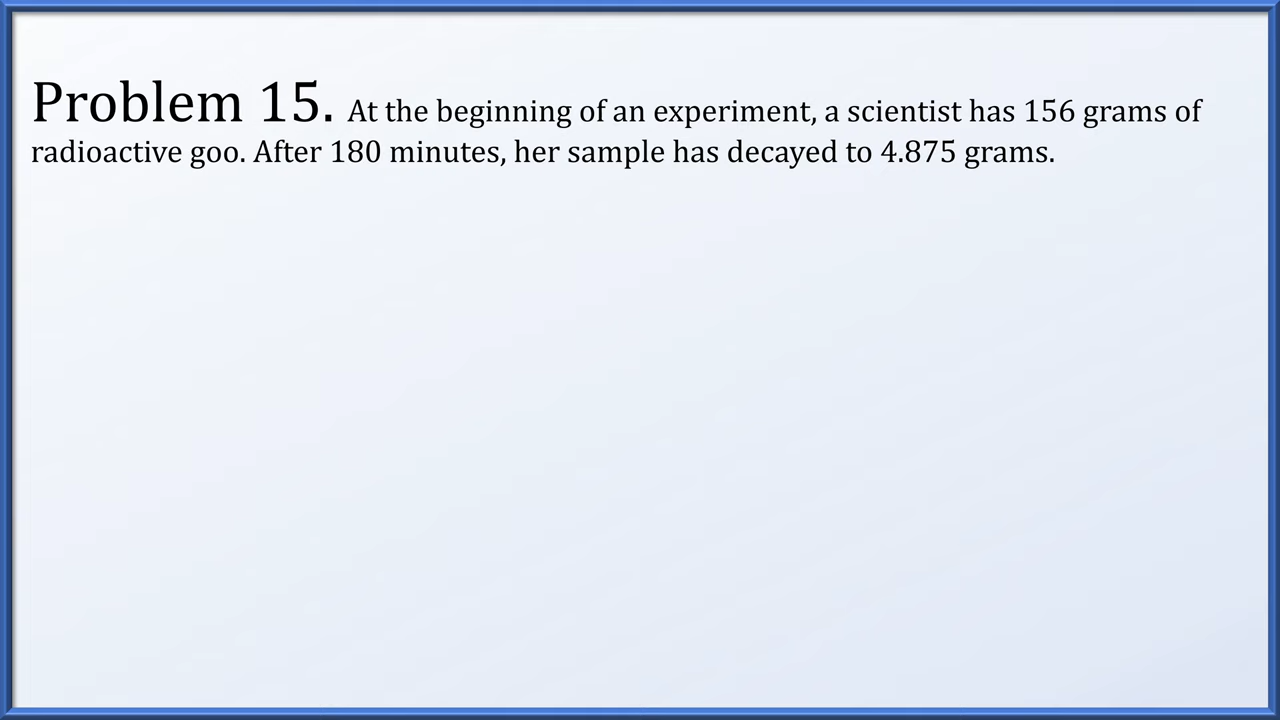 Problem 15. At the beginning of an experiment, a scientist has 156 grams of
radioactive goo. After 180 minutes, her sample has decayed to 4.875 grams.